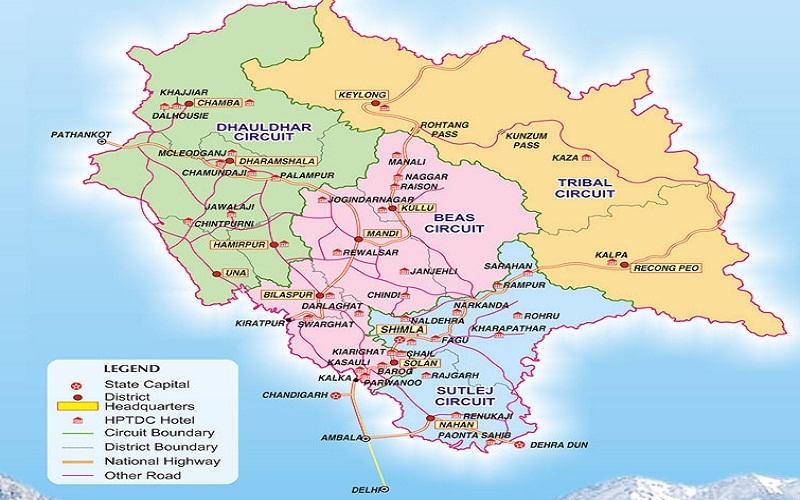 KEYLONG
KHAJJIAR
CHAMBA
DALHOUSIE
ROHTANG
PASS
DHAULDHAR
CIRCUIT
KUNZUM
PASS
PATHANKOT
MCLEODGANJ
DHARAMSHALA
MANALI
KAZA
CHAMUNDAJI
PALAMPUR
NAGGAR
RAISON
TRIBAL
CIRCUIT
JOGINDARNAGAR
KULLU
JAWALAJI
CHINTPURNI
BEAS
CIRCUIT
MANDI
HAMIRPUR
REWALSAR
KALPA
RECONG PEO
UNA
JANJEHLI
SARAHAN
RAMPUR
BILASPUR
CHINDI
DARLAGHAT
NARKANDA
KIRATPUR
SWARGHAT
NALDEHRA
ROHRU
SHIMLA
KHARAPATHAR
FAGU
KIARIGHAT
CHAIL
KASAULI
SOLAN
BAROG
KALKA
PARWANOO
RAJGARH
CHANDIGARH
SUTLEJ
CIRCUIT
RENUKAJI
NAHAN
AMBALA
PAONTA SAHIB
DEHRA DUN
DELHI
LEGEND
State Capital
District
Headquarters
HPTDC Hotel
Circuit Boundary
District Boundary
National Highway
Other Road